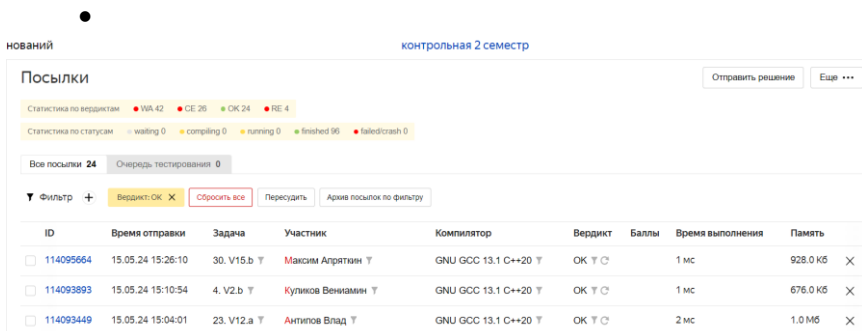 нований контрольная 2 семестр
Посылки Отправить решение Еще •••
Статистика по вердиктам WA 42 CE 26 OK 24 RE 4
Статистика по статусам waiting 0 compiling 0 running 0 finished 96 failed/crash 0
Все посылки 24 Очередь тестирования 0
Фильтр + Вердикт: OK ✕ Сбросить все Пересудить Архив посылок по фильтру
ID Время отправки Задача Участник Компилятор Вердикт Баллы Время выполнения Память
114095664 15.05.24 15:26:10 30. V15.b Максим Апряткин GNU GCC 13.1 C++20 OK 1 мс 928.0 Кб ✕
114093893 15.05.24 15:10:54 4. V2.b Куликов Вениамин GNU GCC 13.1 C++20 OK 1 мс 676.0 Кб ✕
114093449 15.05.24 15:04:01 23. V12.a Антипов Влад GNU GCC 13.1 C++20 OK 2 мс 1.0 Мб ✕